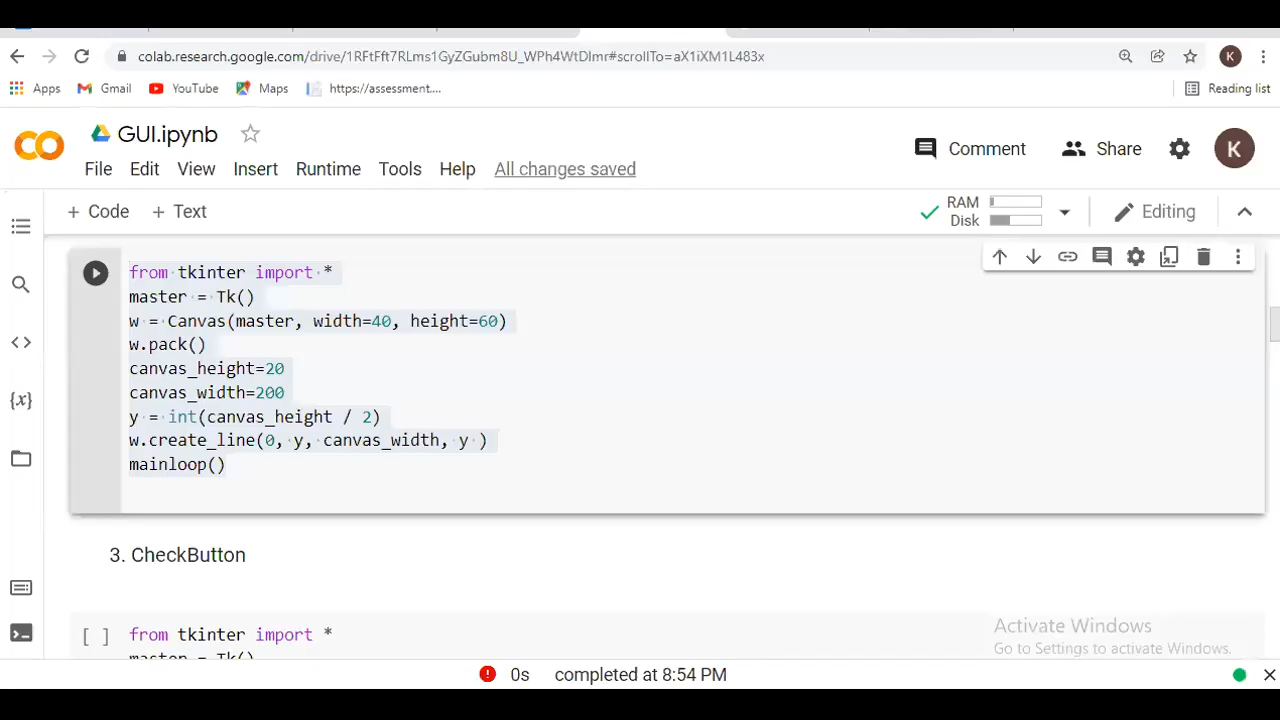 colab.research.google.com/drive/1RFtFft7RLms1GyZGubm8U_WPh4WtDlmr#scrollTo=aX1iXM1L483x
K
Apps Gmail YouTube Maps https://assessment.... Reading list
GUI.ipynb
Comment Share K
File Edit View Insert Runtime Tools Help All changes saved
+ Code + Text RAM Disk Editing
from tkinter import *
master = Tk()
w = Canvas(master, width=40, height=60)
w.pack()
canvas_height=20
canvas_width=200
y = int(canvas_height / 2)
w.create_line(0, y, canvas_width, y )
mainloop()
3. CheckButton
[ ] from tkinter import *
master = Tk()
Activate Windows
Go to Settings to activate Windows.
0s completed at 8:54 PM